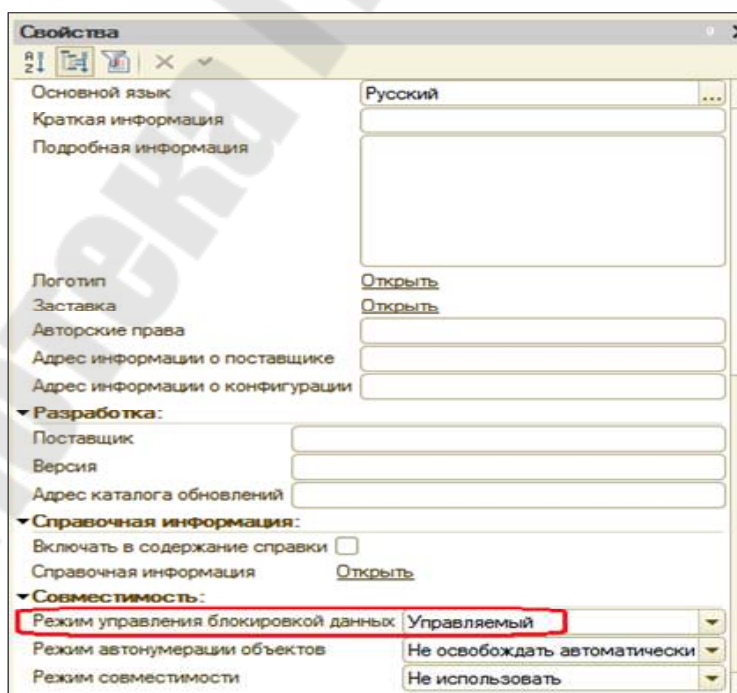 Свойства
Основной язык Русский ...
Краткая информация
Подробная информация
Логотип Открыть
Заставка Открыть
Авторские права
Адрес информации о поставщике
Адрес информации о конфигурации
Разработка:
Поставщик
Версия
Адрес каталога обновлений
Справочная информация:
Включать в содержание справки
Справочная информация Открыть
Совместимость:
Режим управления блокировкой данных Управляемый
Режим автонумерации объектов Не освобождать автоматически
Режим совместимости Не использовать